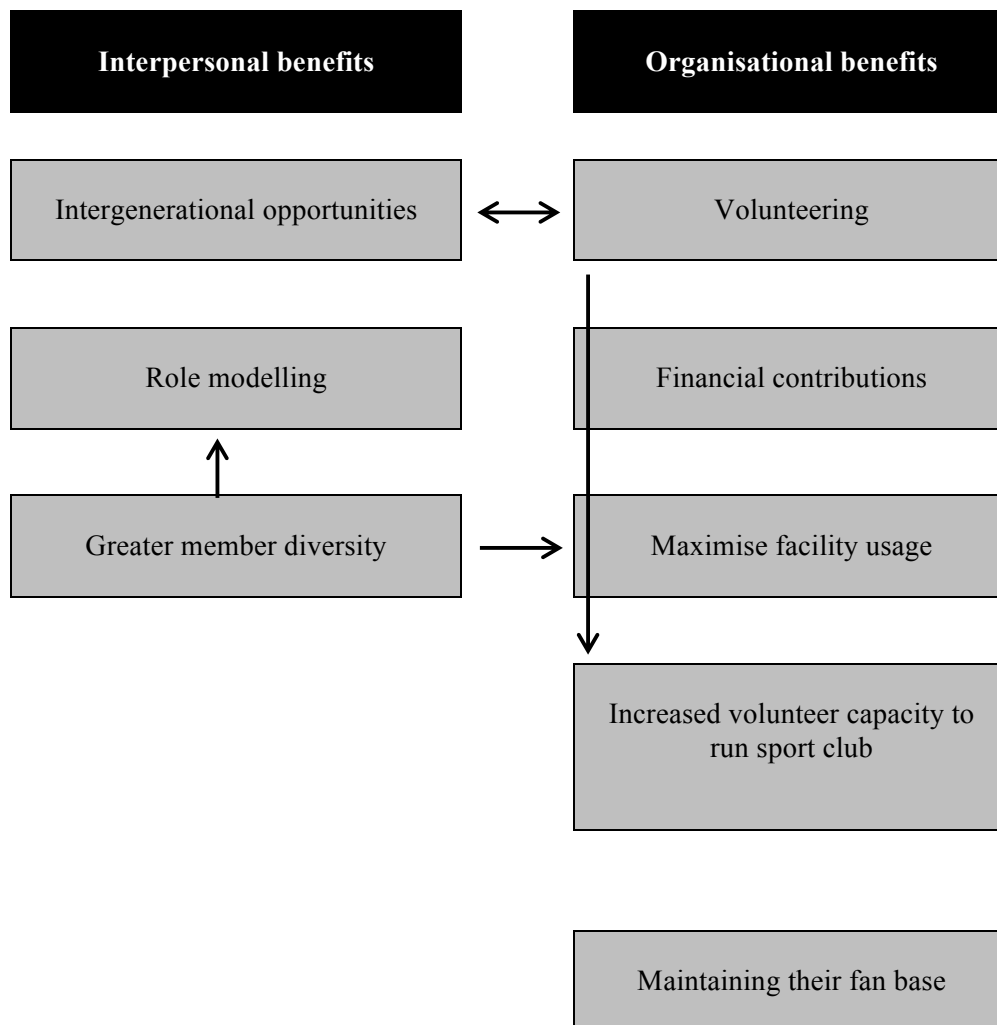 Interpersonal benefits
Organisational benefits
Intergenerational opportunities
Volunteering
Role modelling
Financial contributions
Greater member diversity
Maximise facility usage
Increased volunteer capacity to
run sport club
Maintaining their fan base